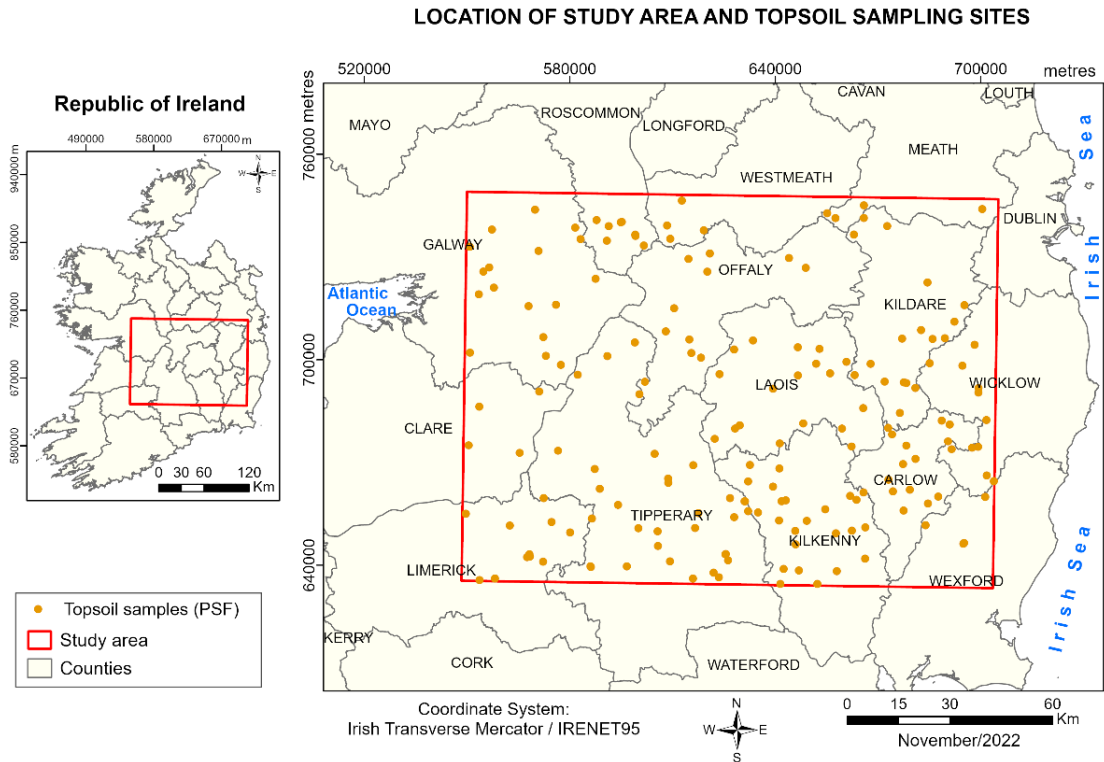 LOCATION OF STUDY AREA AND TOPSOIL SAMPLING SITES
Republic of Ireland
490000 580000 670000 m
N
W E
S
940000 m
850000
760000
670000
580000
0 30 60 120
Km
Topsoil samples (PSF)
Study area
Counties
520000 580000 640000 700000 metres
760000 metres
700000
640000
MAYO
ROSCOMMON
LONGFORD
CAVAN
LOUTH
MEATH
WESTMEATH
DUBLIN
GALWAY
OFFALY
KILDARE
Atlantic
Ocean
LAOIS
WICKLOW
CLARE
CARLOW
TIPPERARY
KILKENNY
LIMERICK
WEXFORD
KERRY
CORK
WATERFORD
Irish Sea
Irish Sea
Coordinate System:
Irish Transverse Mercator / IRENET95
N
W E
S
0 15 30 60
Km
November/2022